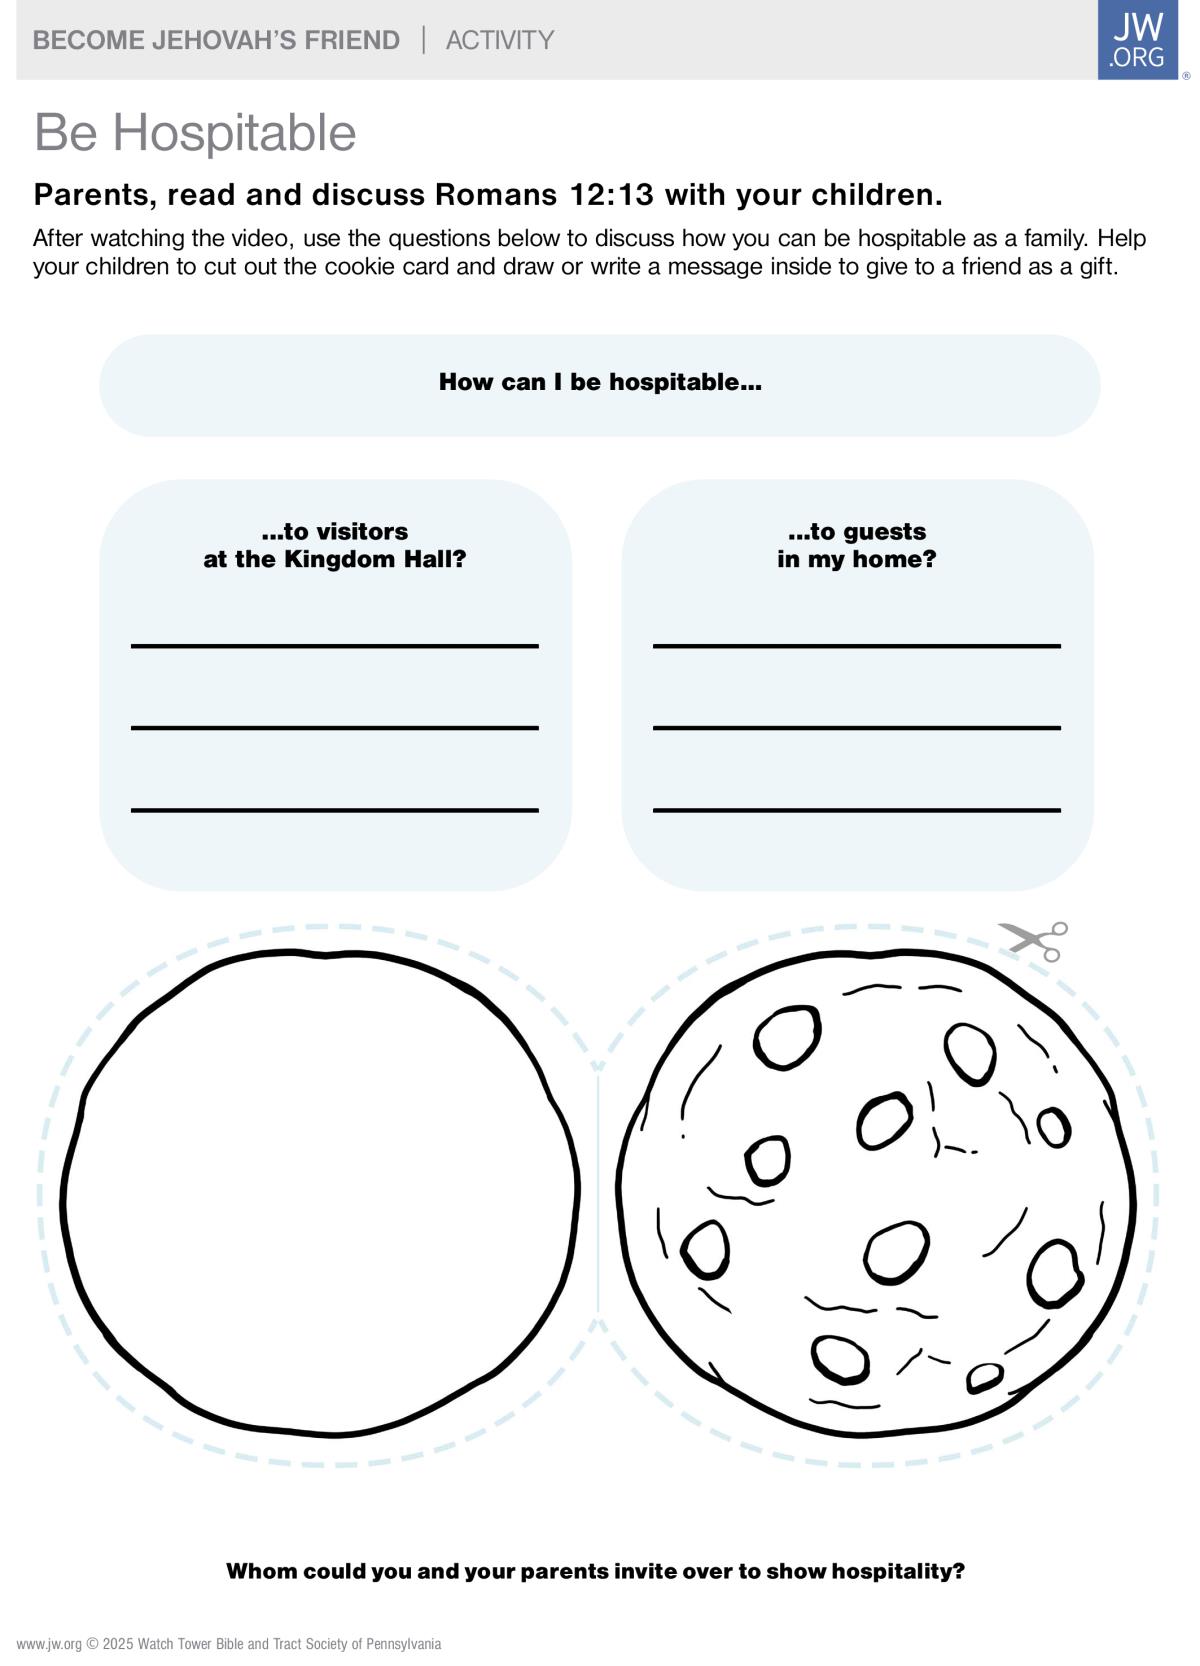 BECOME JEHOVAH'S FRIEND | ACTIVITY
JW
.ORG
®
Be Hospitable
Parents, read and discuss Romans 12:13 with your children.
After watching the video, use the questions below to discuss how you can be hospitable as a family. Help
your children to cut out the cookie card and draw or write a message inside to give to a friend as a gift.
How can I be hospitable...
...to visitors
at the Kingdom Hall?
...to guests
in my home?
Whom could you and your parents invite over to show hospitality?
www.jw.org © 2025 Watch Tower Bible and Tract Society of Pennsylvania